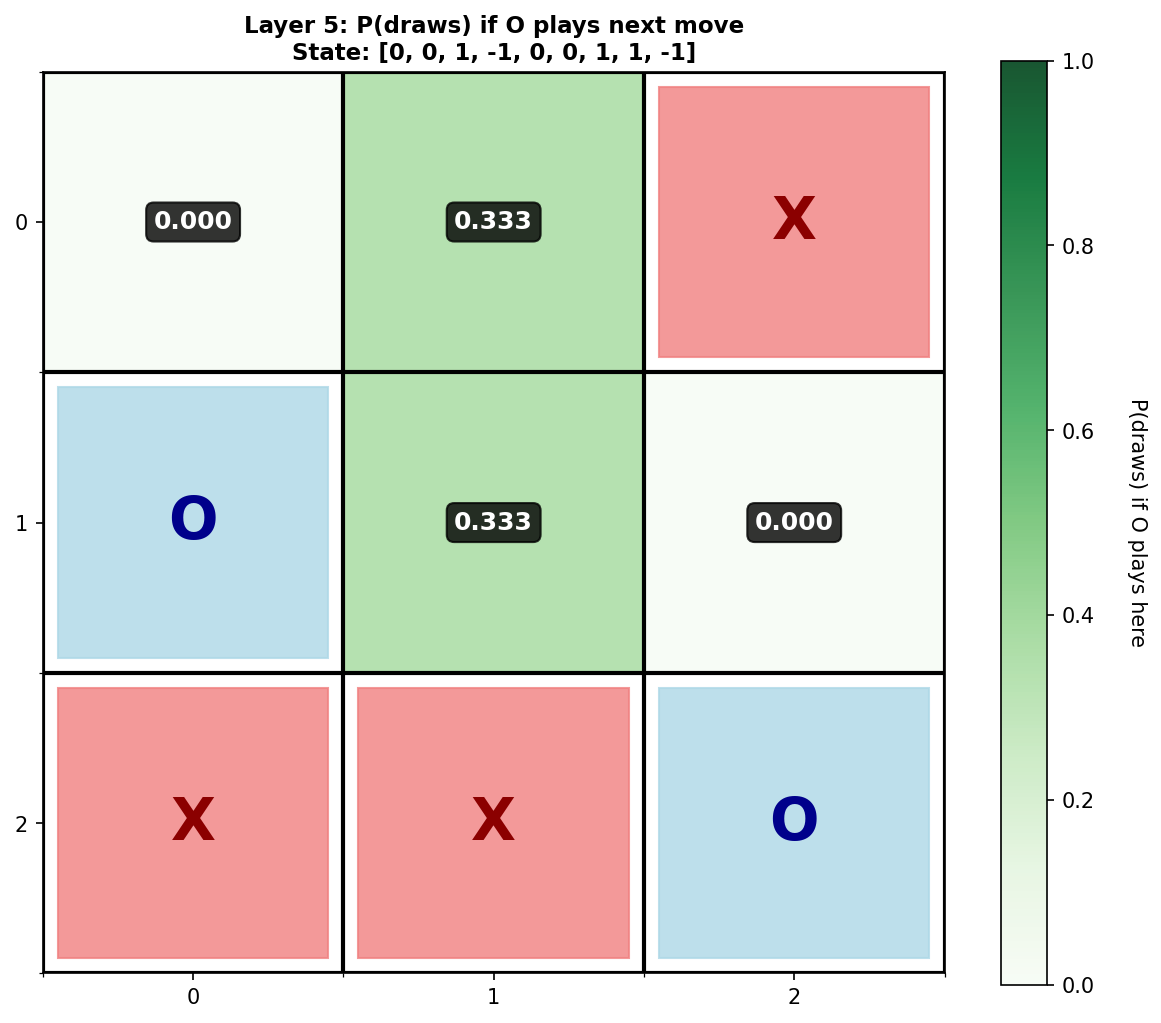 Layer 5: P(draws) if O plays next move
State: [0, 0, 1, -1, 0, 0, 1, 1, -1]
0
0.000
0.333
X
1
O
0.333
0.000
2
X
X
O
0
1
2
1.0
0.8
0.6
0.4
0.2
0.0
P(draws) if O plays here